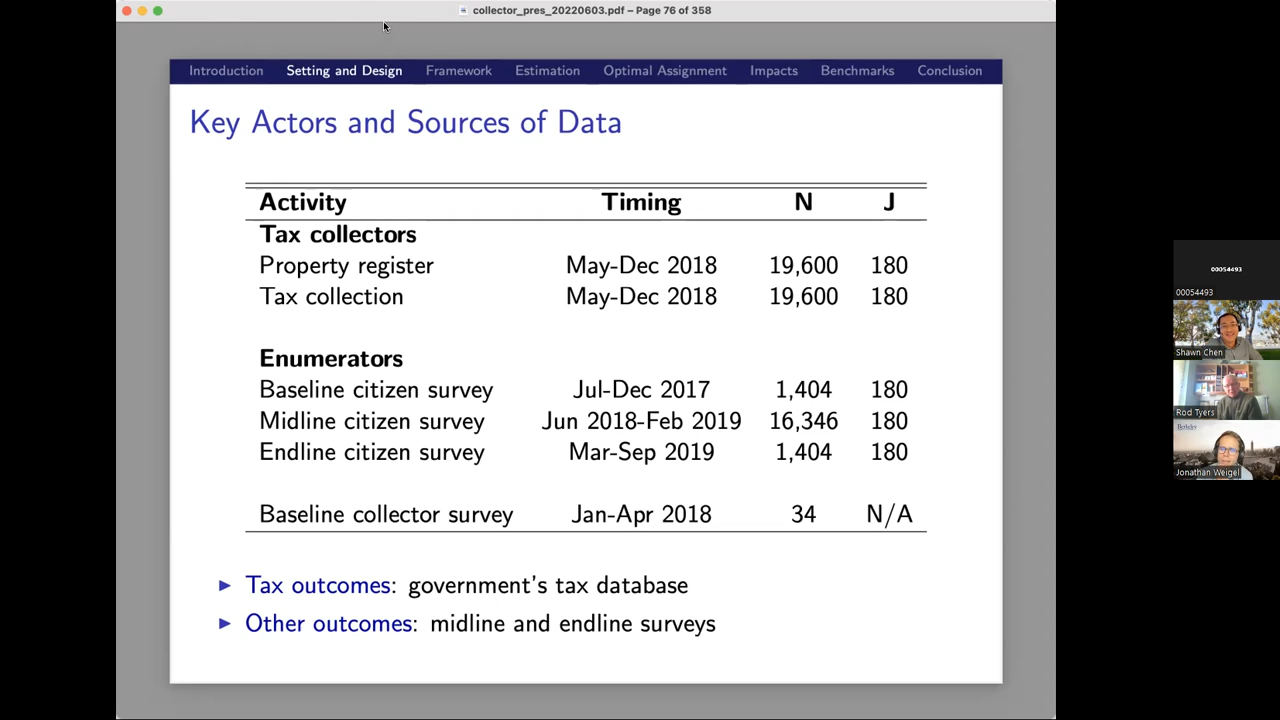 collector_pres_20220603.pdf – Page 76 of 358
Introduction Setting and Design Framework Estimation Optimal Assignment Impacts Benchmarks Conclusion
Key Actors and Sources of Data
Activity Timing N J
Tax collectors
Property register May-Dec 2018 19,600 180
Tax collection May-Dec 2018 19,600 180
Enumerators
Baseline citizen survey Jul-Dec 2017 1,404 180
Midline citizen survey Jun 2018-Feb 2019 16,346 180
Endline citizen survey Mar-Sep 2019 1,404 180
Baseline collector survey Jan-Apr 2018 34 N/A
▶ Tax outcomes: government's tax database
▶ Other outcomes: midline and endline surveys
00054493
00054493
Shawn Chen
Rod Tyers
Berkeley
Jonathan Weigel